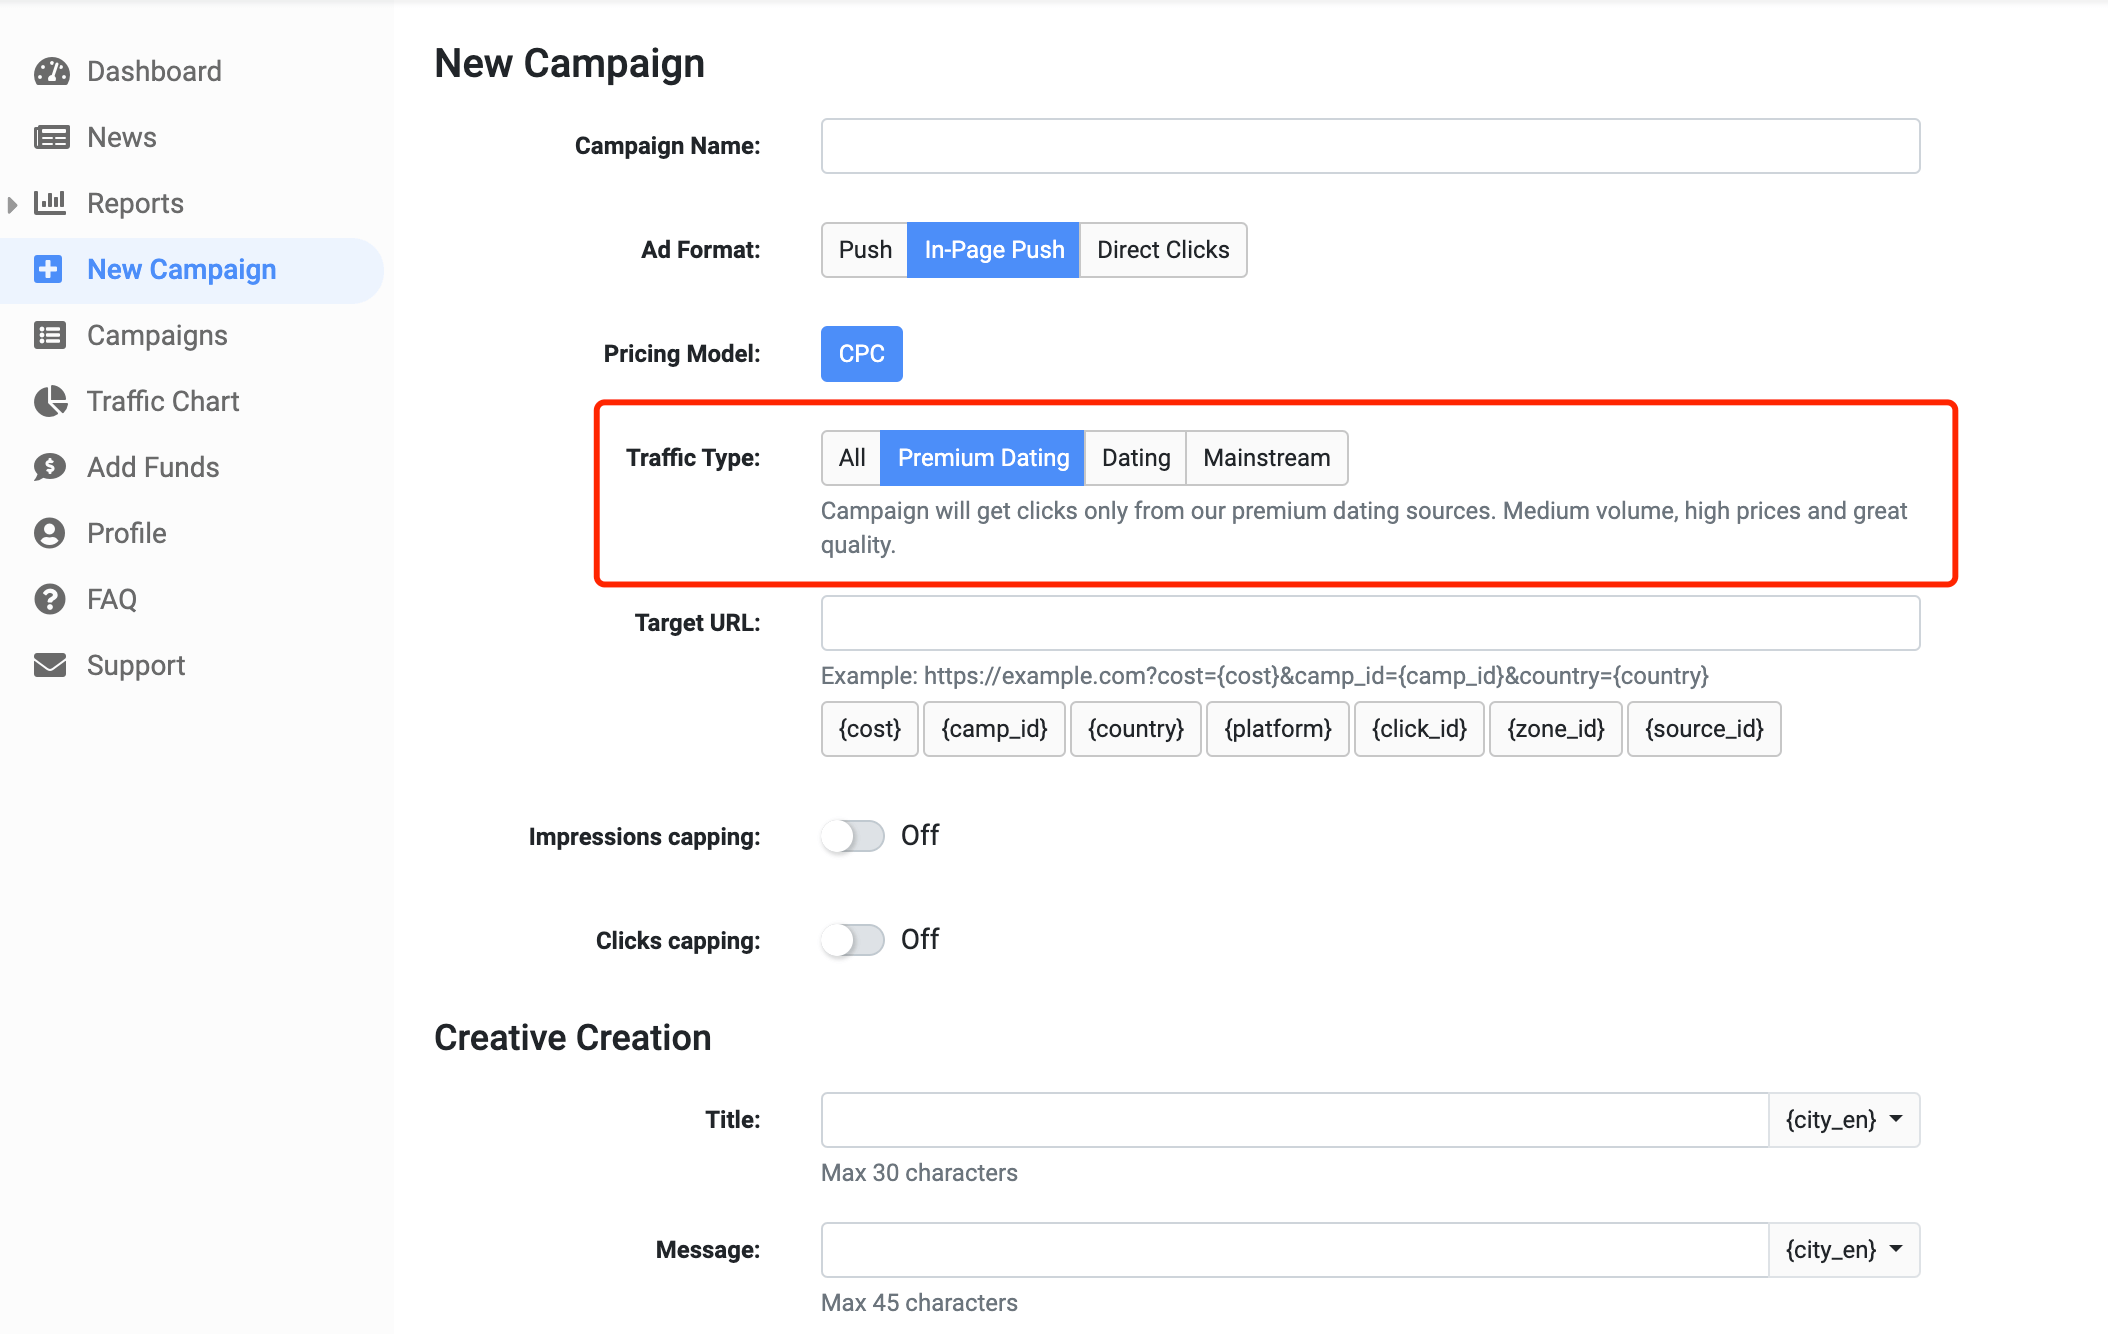 Dashboard
News
Reports
New Campaign
Campaigns
Traffic Chart
Add Funds
Profile
FAQ
Support
New Campaign
Campaign Name:
Ad Format: Push In-Page Push Direct Clicks
Pricing Model: CPC
Traffic Type: All Premium Dating Dating Mainstream
Campaign will get clicks only from our premium dating sources. Medium volume, high prices and great
quality.
Target URL:
Example: https://example.com?cost={cost}&camp_id={camp_id}&country={country}
{cost} {camp_id} {country} {platform} {click_id} {zone_id} {source_id}
Impressions capping: Off
Clicks capping: Off
Creative Creation
Title: {city_en}
Max 30 characters
Message: {city_en}
Max 45 characters